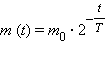 m (t) = m₀ · 2^(-t/T)